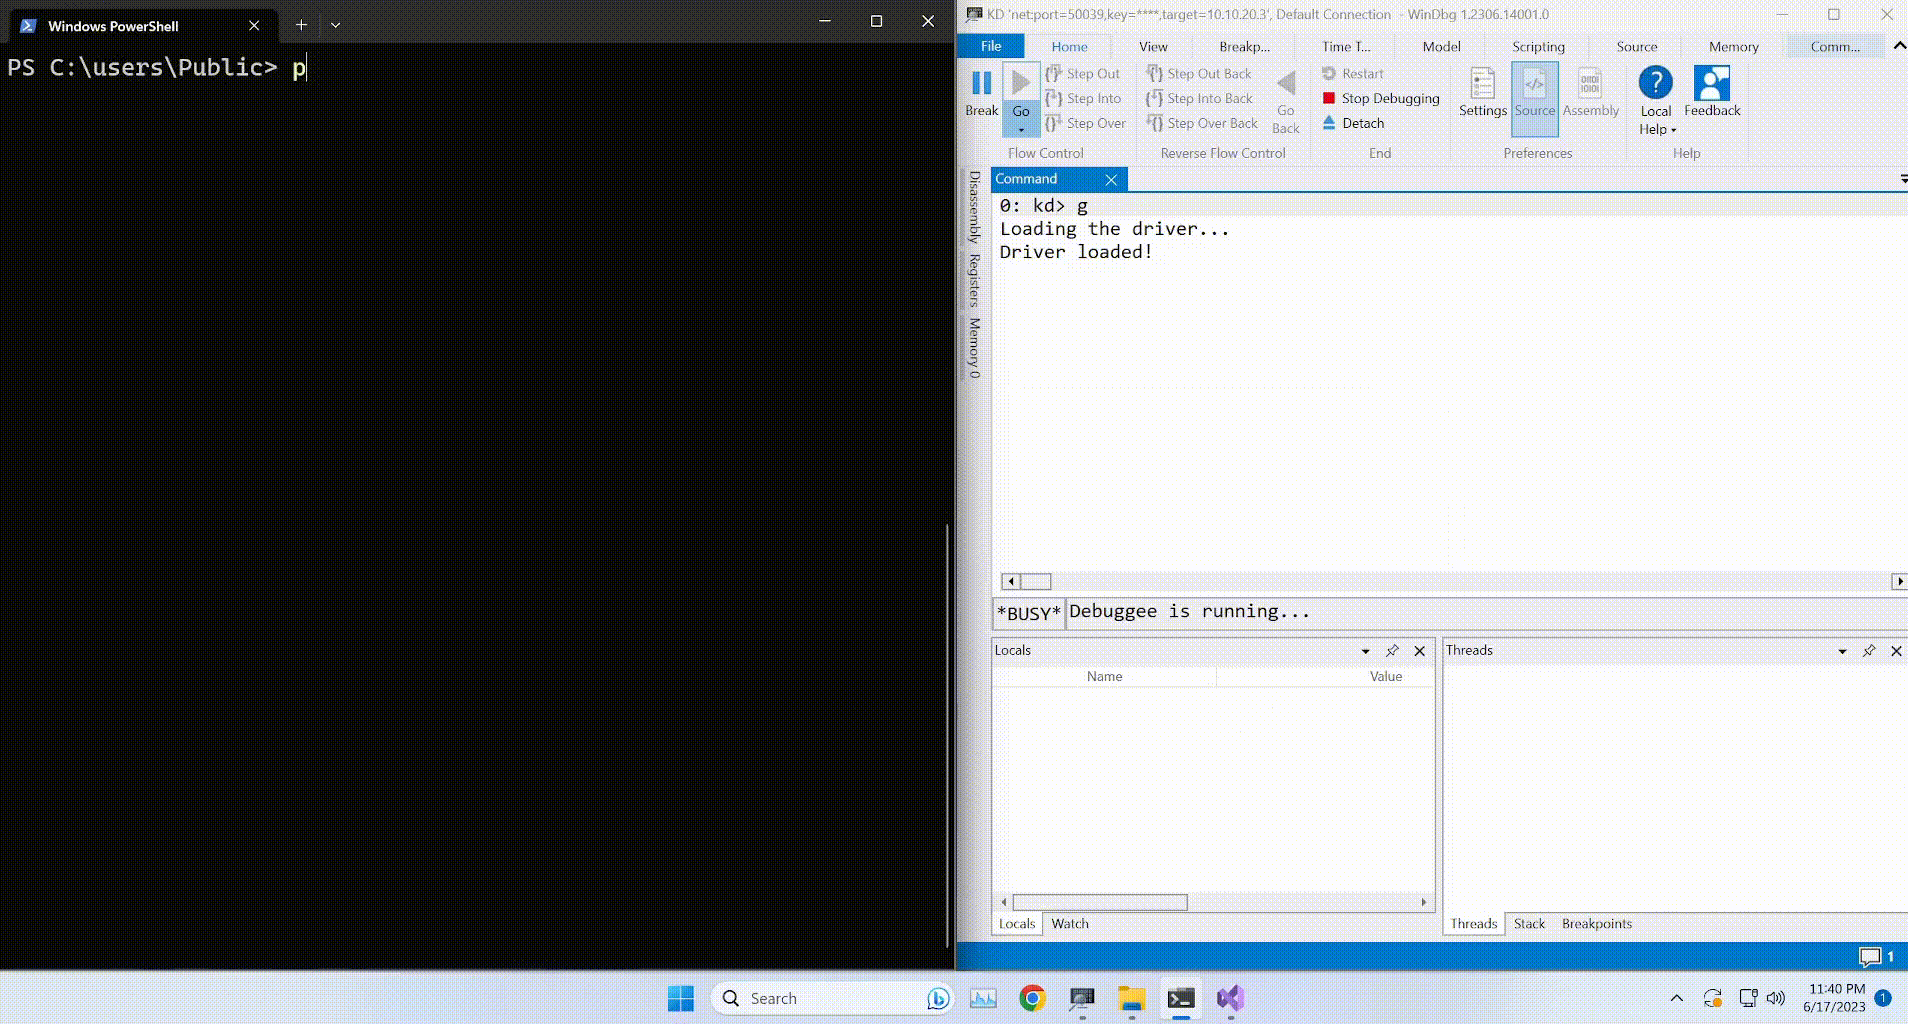 Windows PowerShell
PS C:\users\Public> p
KD 'net:port=50039,key=****,target=10.10.20.3', Default Connection - WinDbg 1.2306.14001.0
File Home View Breakp... Time T... Model Scripting Source Memory Comm...
Break
Go
Step Out
Step Into
Step Over
Flow Control
Step Out Back
Step Into Back
Step Over Back
Go
Back
Reverse Flow Control
Restart
Stop Debugging
Detach
End
Settings Source Assembly
Preferences
Local
Help
Feedback
Help
Disassembly
Registers
Memory 0
Command
0: kd> g
Loading the driver...
Driver loaded!
*BUSY* Debuggee is running...
Locals
Name Value
Locals Watch
Threads
Threads Stack Breakpoints
1
Search
11:40 PM
6/17/2023
1